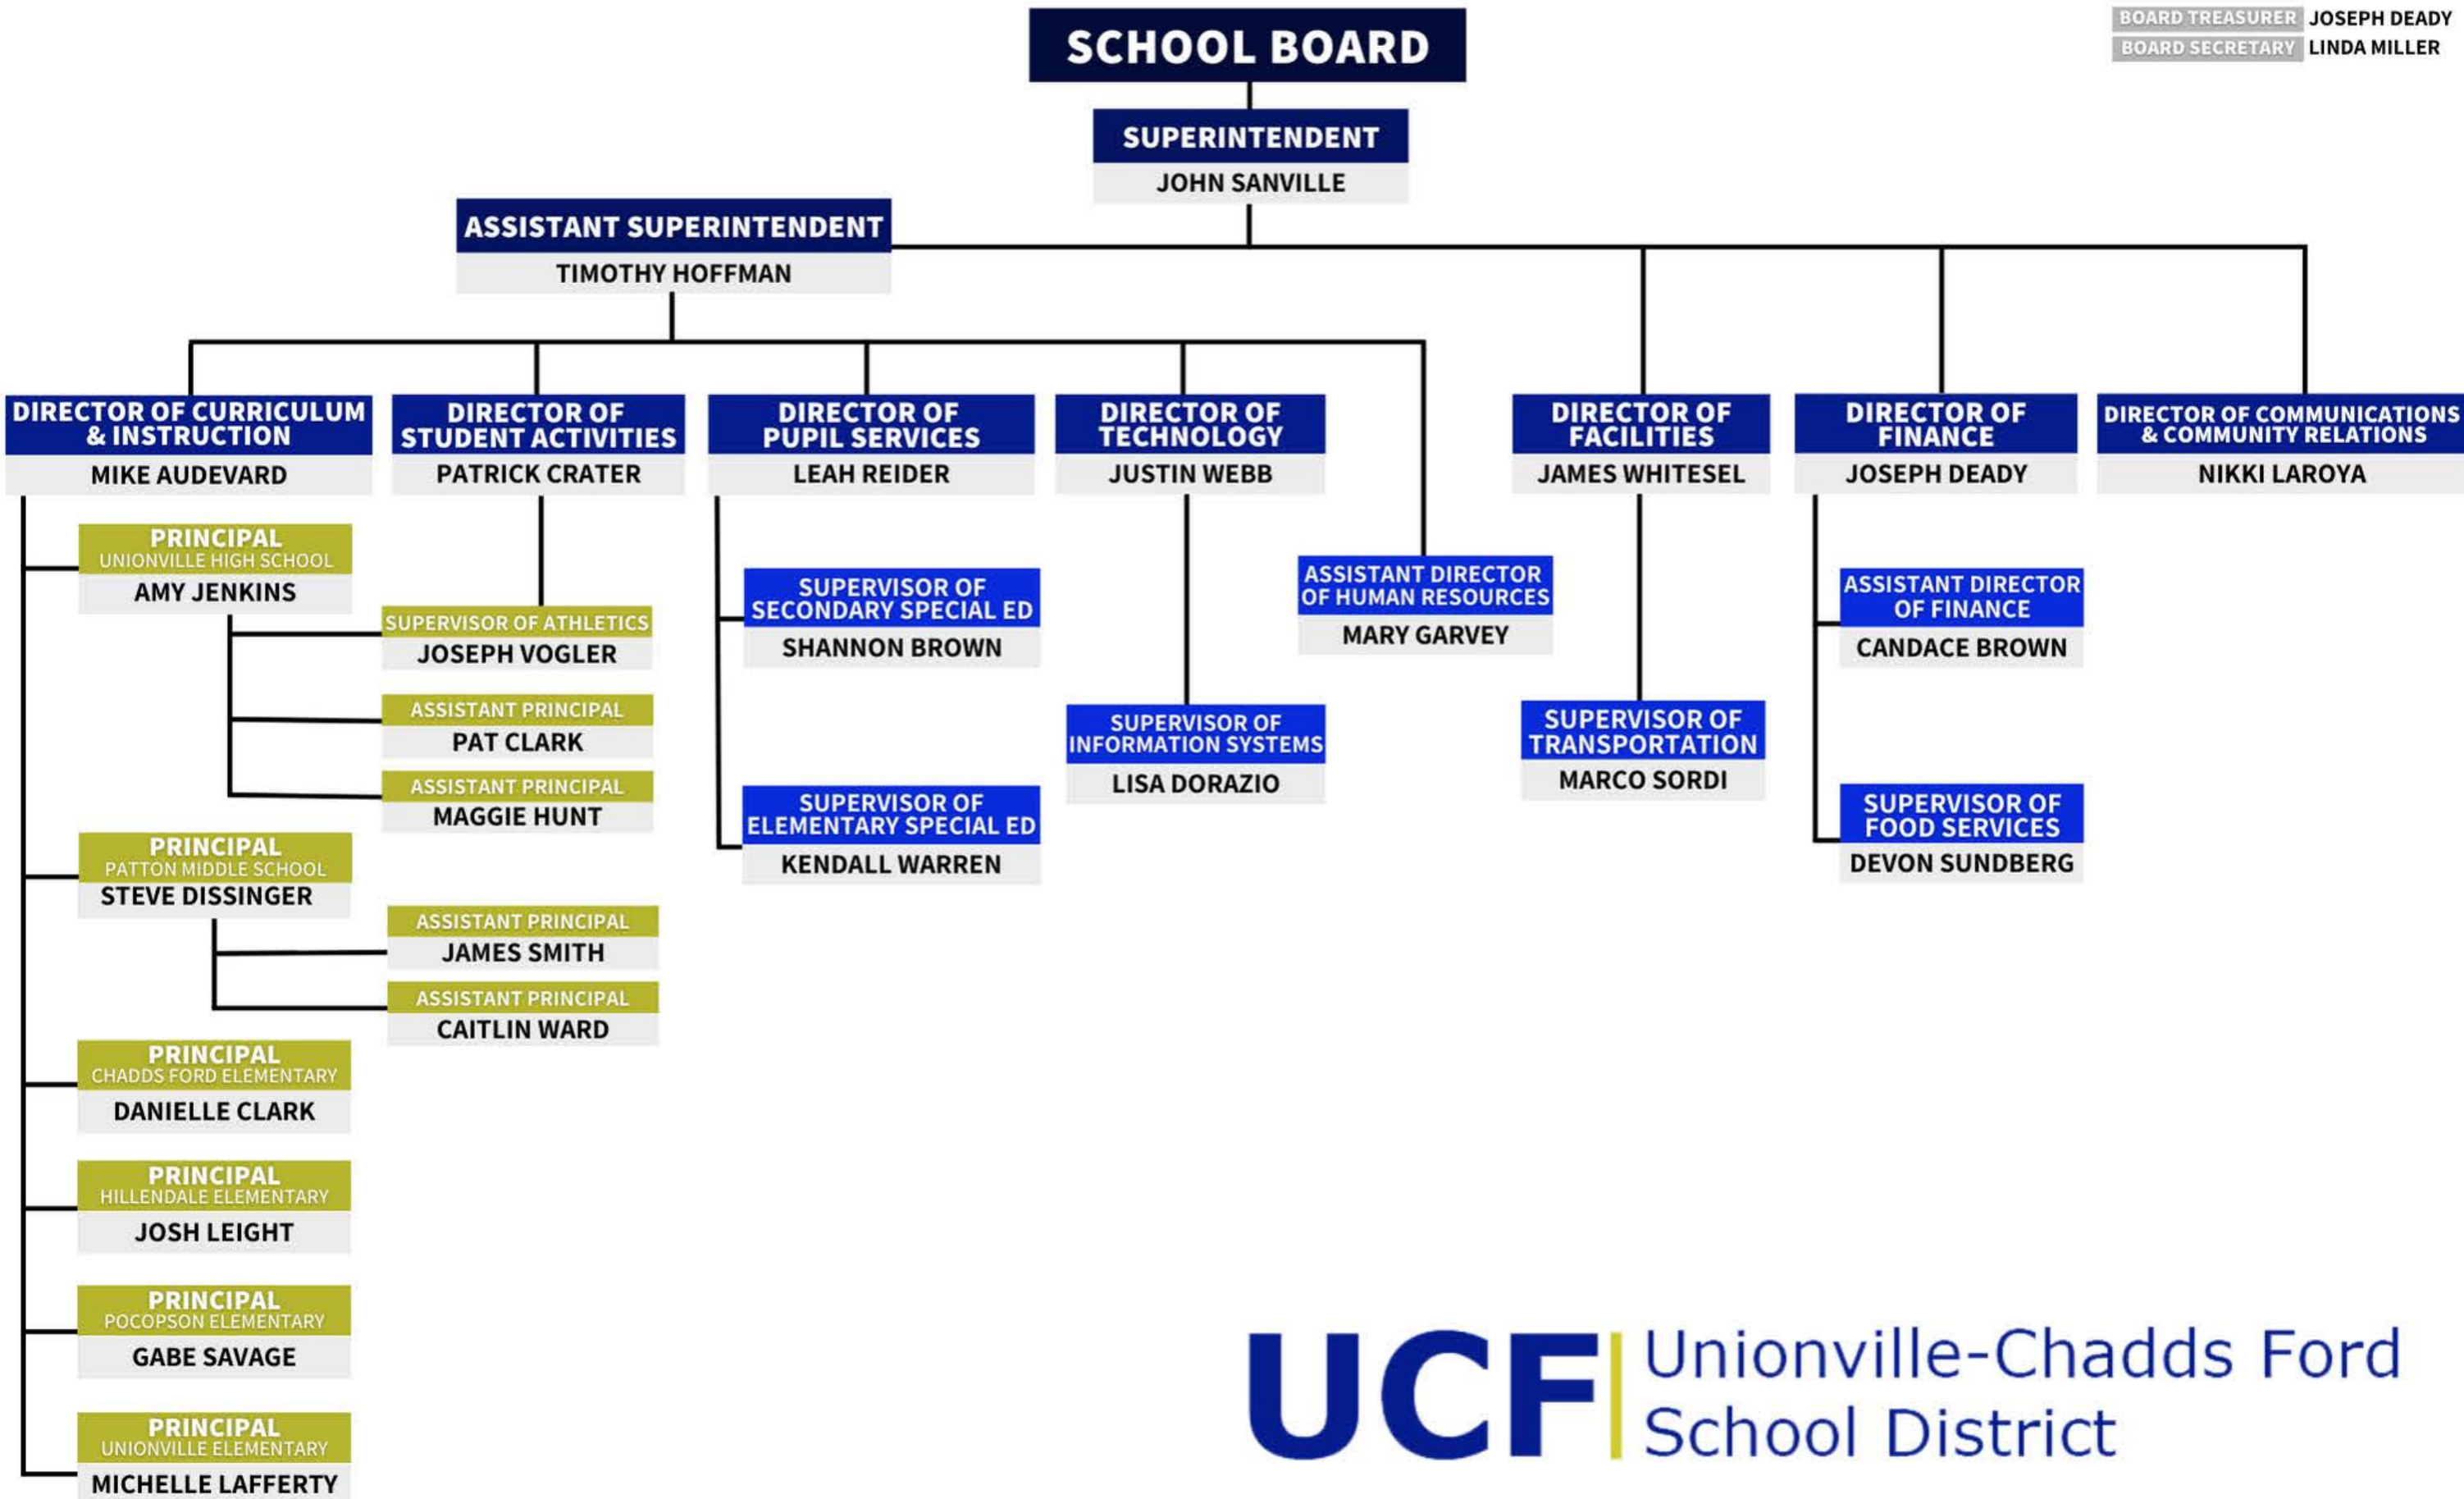 BOARD TREASURER JOSEPH DEADY
BOARD SECRETARY LINDA MILLER
SCHOOL BOARD
SUPERINTENDENT
JOHN SANVILLE
ASSISTANT SUPERINTENDENT
TIMOTHY HOFFMAN
DIRECTOR OF CURRICULUM
& INSTRUCTION
MIKE AUDEVARD
PRINCIPAL
UNIONVILLE HIGH SCHOOL
AMY JENKINS
PRINCIPAL
PATTON MIDDLE SCHOOL
STEVE DISSINGER
PRINCIPAL
CHADDS FORD ELEMENTARY
DANIELLE CLARK
PRINCIPAL
HILLENDALE ELEMENTARY
JOSH LEIGHT
PRINCIPAL
POCOPSON ELEMENTARY
GABE SAVAGE
PRINCIPAL
UNIONVILLE ELEMENTARY
MICHELLE LAFFERTY
DIRECTOR OF
STUDENT ACTIVITIES
PATRICK CRATER
SUPERVISOR OF ATHLETICS
JOSEPH VOGLER
ASSISTANT PRINCIPAL
PAT CLARK
ASSISTANT PRINCIPAL
MAGGIE HUNT
ASSISTANT PRINCIPAL
JAMES SMITH
ASSISTANT PRINCIPAL
CAITLIN WARD
DIRECTOR OF
PUPIL SERVICES
LEAH REIDER
SUPERVISOR OF
SECONDARY SPECIAL ED
SHANNON BROWN
SUPERVISOR OF
ELEMENTARY SPECIAL ED
KENDALL WARREN
DIRECTOR OF
TECHNOLOGY
JUSTIN WEBB
SUPERVISOR OF
INFORMATION SYSTEMS
LISA DORAZIO
ASSISTANT DIRECTOR
OF HUMAN RESOURCES
MARY GARVEY
DIRECTOR OF
FACILITIES
JAMES WHITESEL
SUPERVISOR OF
TRANSPORTATION
MARCO SORDI
DIRECTOR OF
FINANCE
JOSEPH DEADY
ASSISTANT DIRECTOR
OF FINANCE
CANDACE BROWN
SUPERVISOR OF
FOOD SERVICES
DEVON SUNDBERG
DIRECTOR OF COMMUNICATIONS
& COMMUNITY RELATIONS
NIKKI LAROYA
UCF
Unionville-Chadds Ford
School District